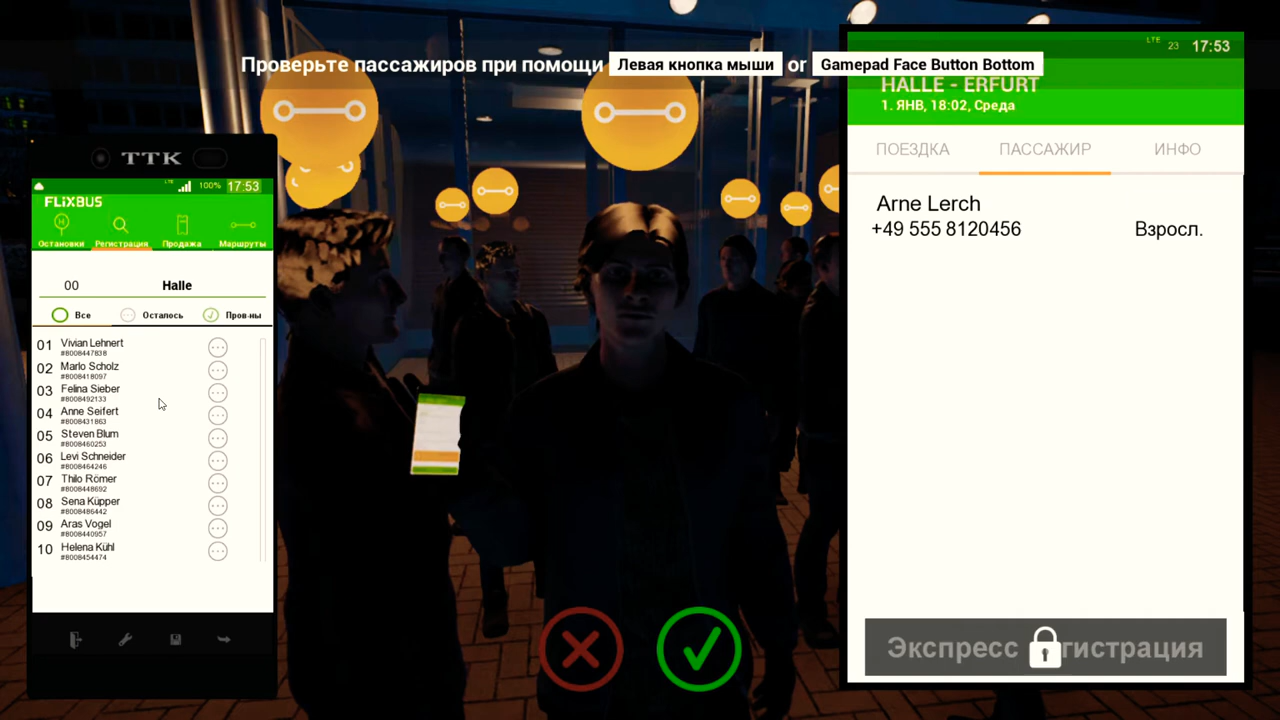 Проверьте пассажиров при помощи Левая кнопка мыши or Gamepad Face Button Bottom
TTK
LTE 100% 17:53
FLiXBUS
Остановки Регистрация Продажа Маршруты
00 Halle
Все Осталось Пров-ны
01 Vivian Lehnert
#8008447838
02 Marlo Scholz
#8008418097
03 Felina Sieber
#8008492133
04 Anne Seifert
#8008431863
05 Steven Blum
#8008460253
06 Levi Schneider
#8008464246
07 Thilo Römer
#8008448692
08 Sena Küpper
#8008486442
09 Aras Vogel
#8008440957
10 Helena Kühl
#8008454474
LTE 23 17:53
HALLE - ERFURT
1. ЯНВ, 18:02, Среда
ПОЕЗДКА ПАССАЖИР ИНФО
Arne Lerch
+49 555 8120456 Взросл.
Экспресс гистрация